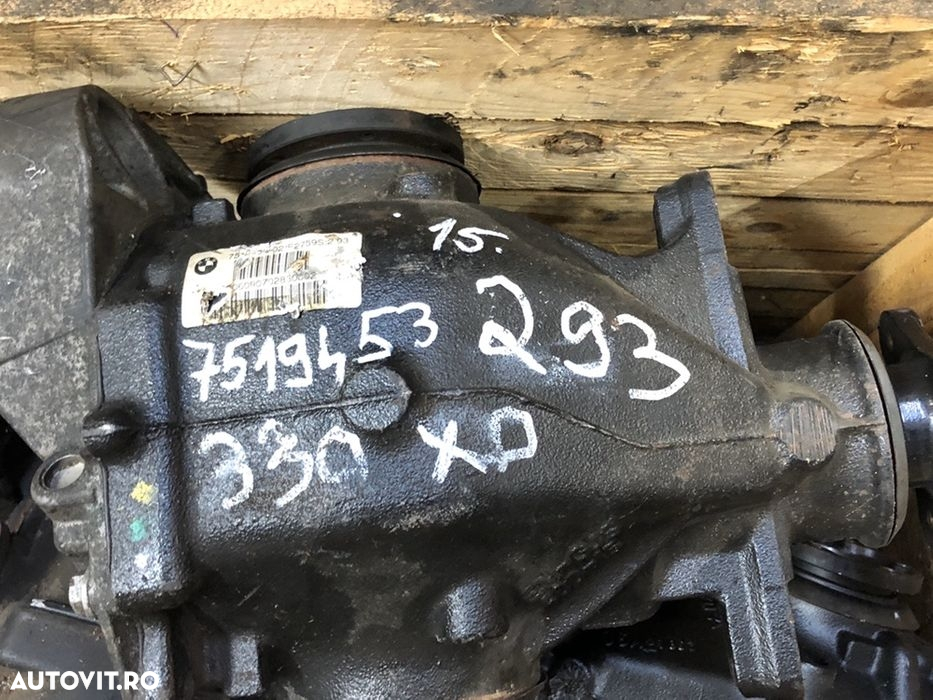 15.
7519453 293
330 XD
AUTOVIT.RO